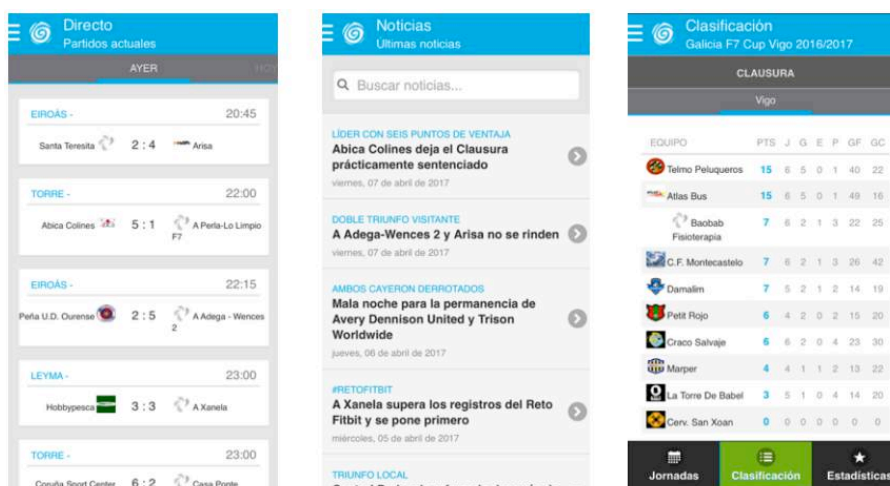 Directo
Partidos actuales
AYER
HOY
EIROÁS -
20:45
Santa Teresita 2 : 4 Arisa
TORRE -
22:00
Abica Colines 5 : 1 A Perla-Lo Limpio
F7
EIROÁS -
22:15
Peña U.D. Ourense 2 : 5 A Adega - Wences
2
LEYMA -
23:00
Hobbypesca 3 : 3 A Xanela
TORRE -
23:00
Coruña Sport Center 6 : 2 Casa Ponte
Noticias
Últimas noticias
Buscar noticias...
LÍDER CON SEIS PUNTOS DE VENTAJA
Abica Colines deja el Clausura
prácticamente sentenciado
viernes, 07 de abril de 2017
DOBLE TRIUNFO VISITANTE
A Adega-Wences 2 y Arisa no se rinden
viernes, 07 de abril de 2017
AMBOS CAYERON DERROTADOS
Mala noche para la permanencia de
Avery Dennison United y Trison
Worldwide
jueves, 06 de abril de 2017
#RETOFITBIT
A Xanela supera los registros del Reto
Fitbit y se pone primero
miércoles, 05 de abril de 2017
TRIUNFO LOCAL
Clasificación
Galicia F7 Cup Vigo 2016/2017
CLAUSURA
Vigo
EQUIPO PTS J G E P GF GC
Telmo Peluqueros 15 6 5 0 1 40 22
Atlas Bus 15 6 5 0 1 49 16
Baobab 7 6 2 1 3 22 25
Fisioterapia
C.F. Montecastelo 7 6 2 1 3 26 42
Damalim 7 5 2 1 2 14 19
Petit Rojo 6 4 2 0 2 15 20
Craco Salvaje 6 6 2 0 4 23 30
Marper 4 4 1 1 2 13 22
La Torre De Babel 3 5 1 0 4 14 20
Cerv. San Xoan 0 0 0 0 0 0 0
Jornadas
Clasificación
Estadísticas